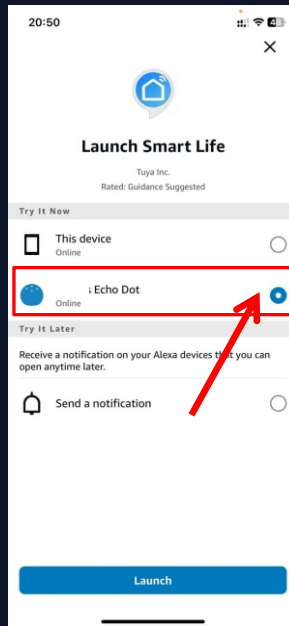 20:50
Launch Smart Life
Tuya Inc.
Rated: Guidance Suggested
Try It Now
This device
Online
s Echo Dot
Online
Try It Later
Receive a notification on your Alexa devices that you can
open anytime later.
Send a notification
Launch